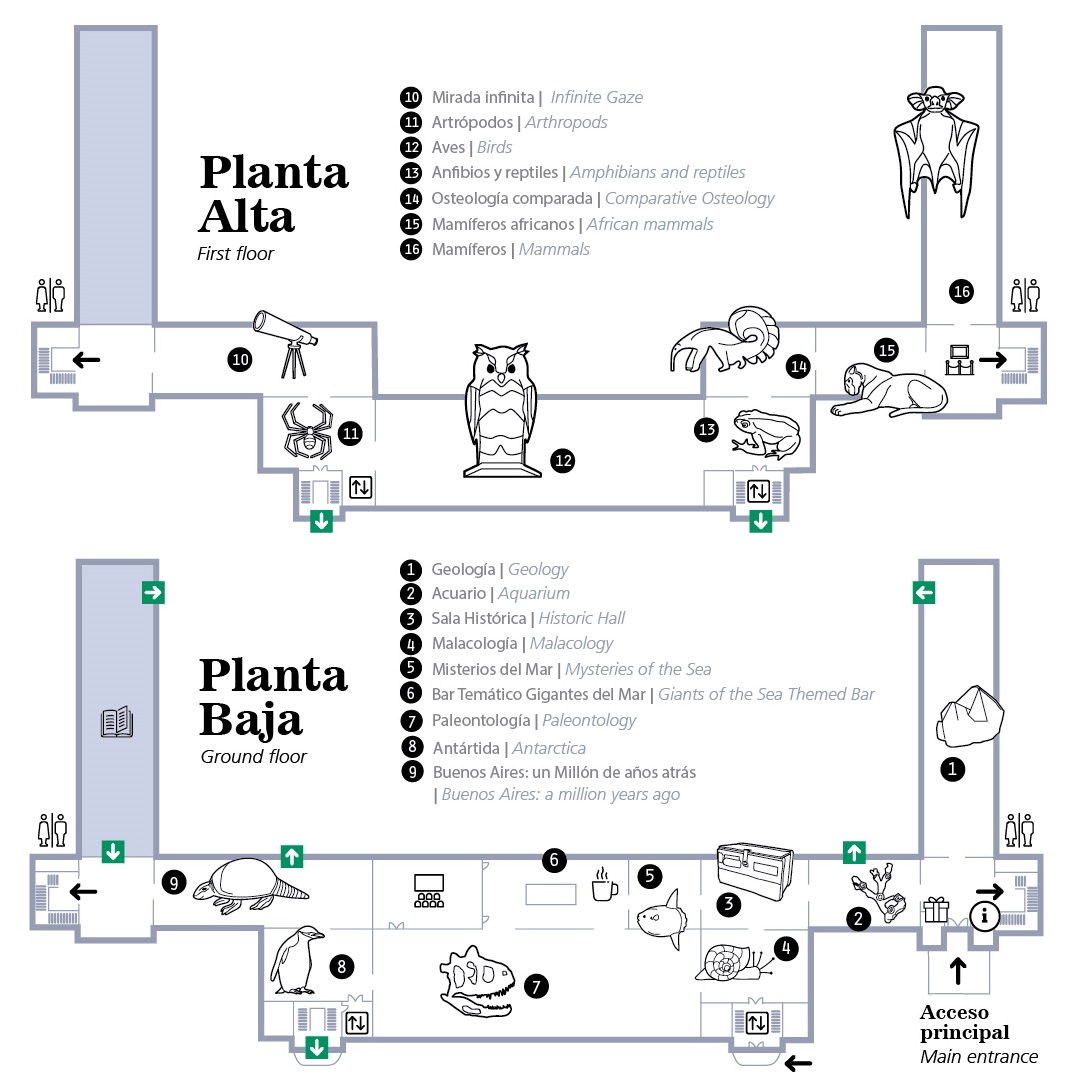 Planta
Alta
First floor
10 Mirada infinita | Infinite Gaze
11 Artrópodos | Arthropods
12 Aves | Birds
13 Anfibios y reptiles | Amphibians and reptiles
14 Osteología comparada | Comparative Osteology
15 Mamíferos africanos | African mammals
16 Mamíferos | Mammals
16
10
15
14
11
13
12
Planta
Baja
Ground floor
1 Geología | Geology
2 Acuario | Aquarium
3 Sala Histórica | Historic Hall
4 Malacología | Malacology
5 Misterios del Mar | Mysteries of the Sea
6 Bar Temático Gigantes del Mar | Giants of the Sea Themed Bar
7 Paleontología | Paleontology
8 Antártida | Antarctica
9 Buenos Aires: un Millón de años atrás
| Buenos Aires: a million years ago
1
6
9
5
3
2
i
8
7
4
Acceso
principal
Main entrance